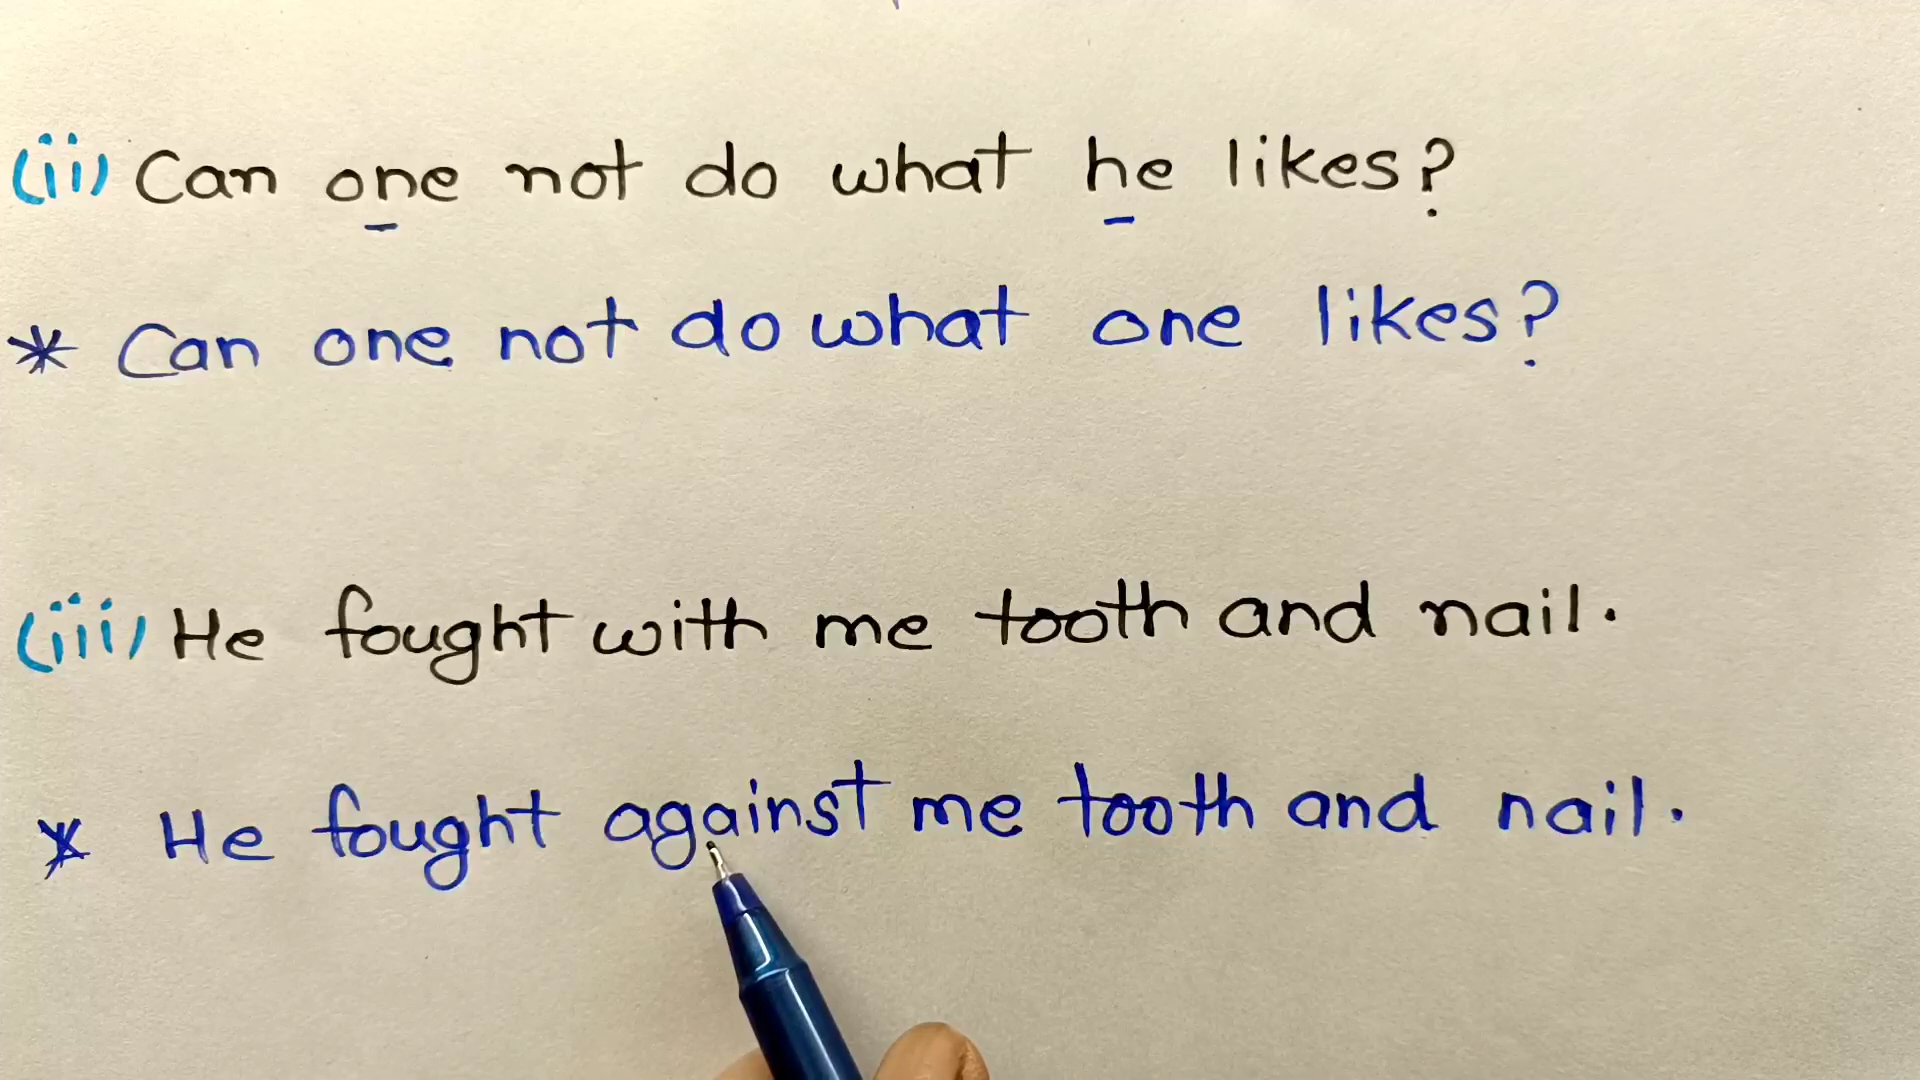 (ii) Can one not do what he likes?
* Can one not do what one likes?
(iii) He fought with me tooth and nail.
* He fought against me tooth and nail.